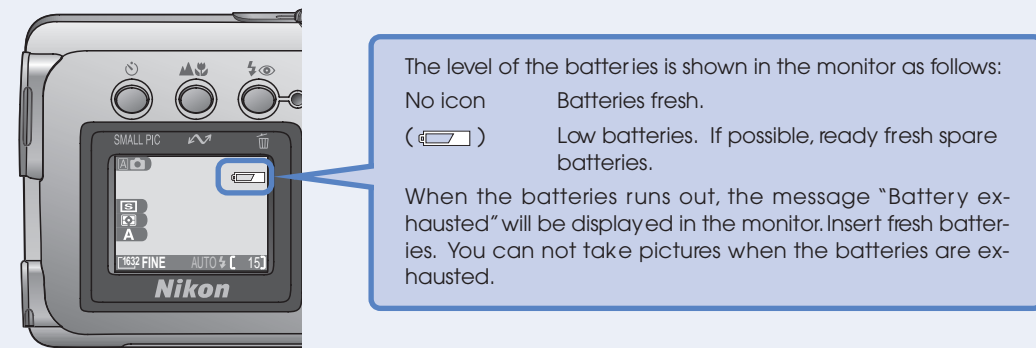 SMALL PIC
A
S
A
1632 FINE AUTO [ 15]
Nikon
The level of the batteries is shown in the monitor as follows:
No icon Batteries fresh.
( ) Low batteries. If possible, ready fresh spare
batteries.
When the batteries runs out, the message “Battery ex-
hausted” will be displayed in the monitor. Insert fresh batter-
ies. You can not take pictures when the batteries are ex-
hausted.